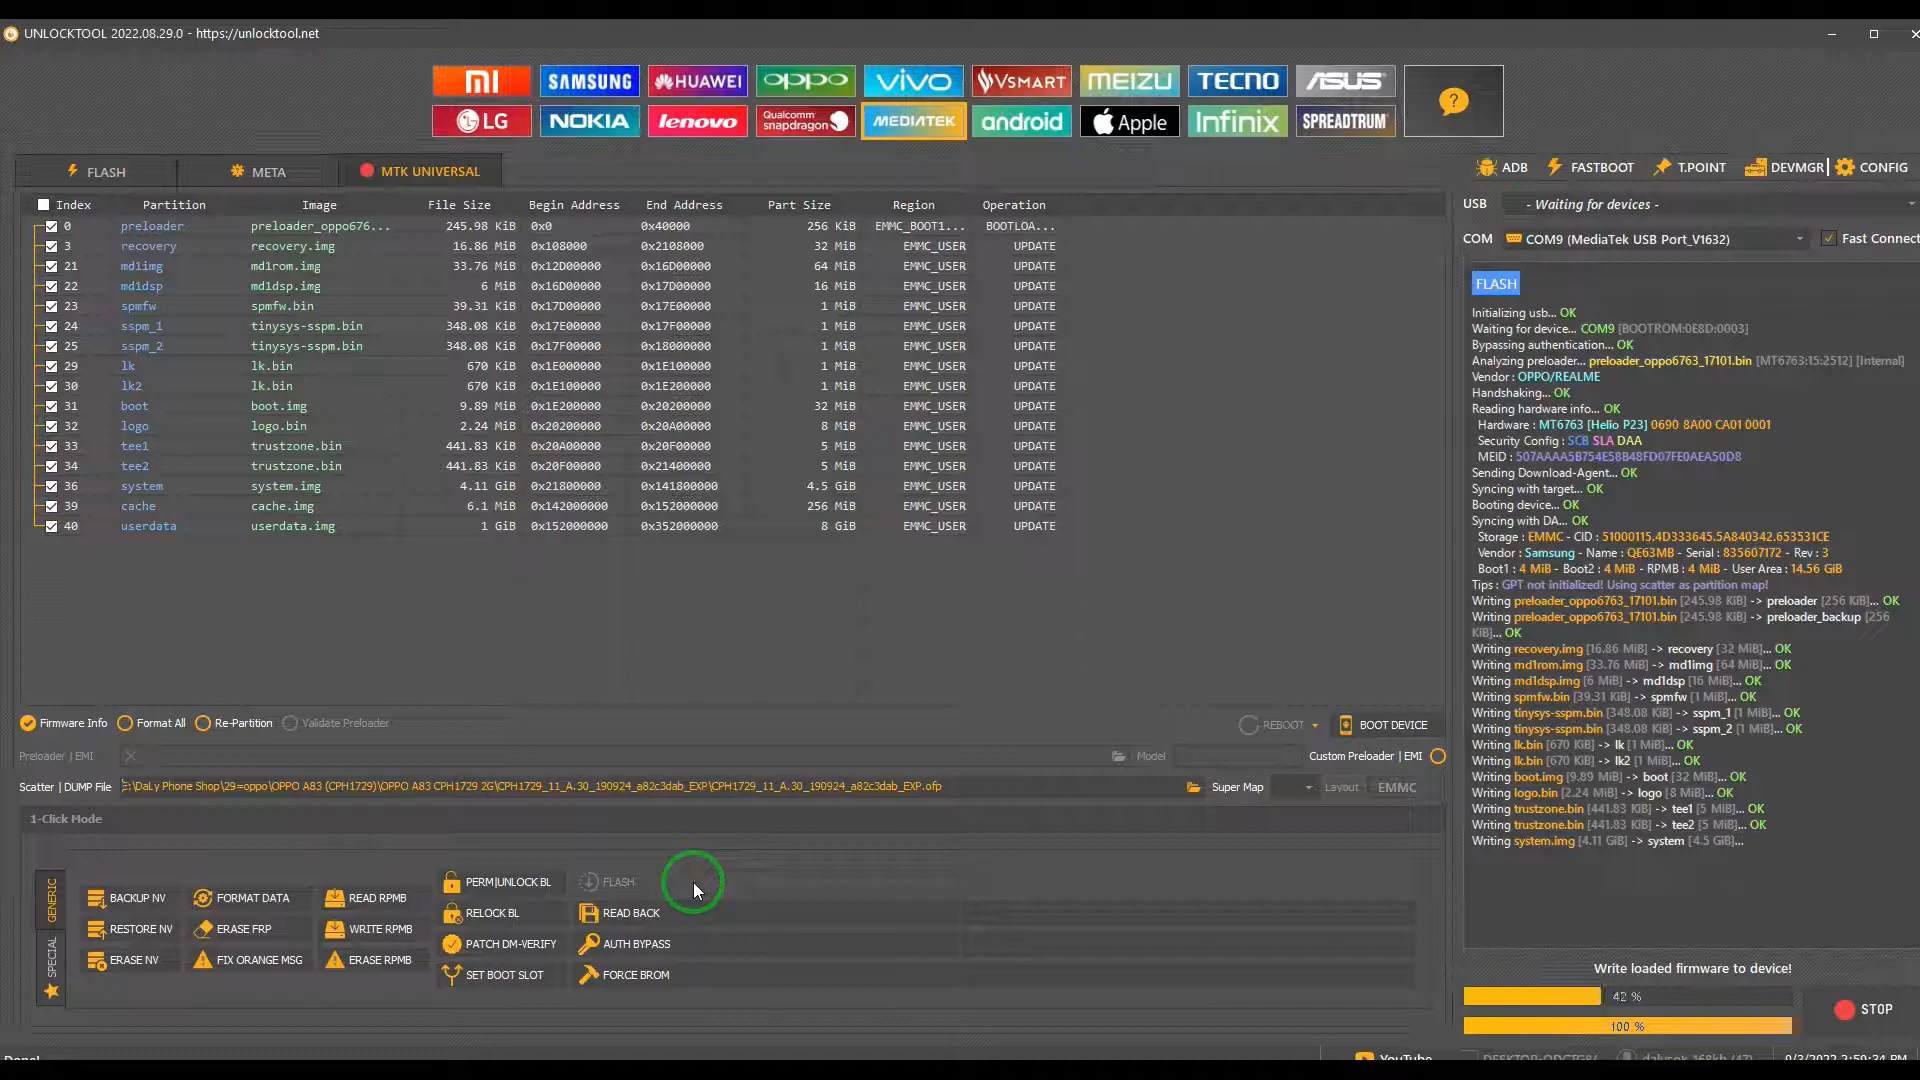 UNLOCKTOOL 2022.08.29.0 - https://unlocktool.net
mi SAMSUNG HUAWEI oppo vivo VSMART MEIZU TECNO ASUS ?
LG NOKIA lenovo Qualcomm snapdragon MEDIATEK android Apple Infinix SPREADTRUM
FLASH META MTK UNIVERSAL
ADB FASTBOOT T.POINT DEVMGR CONFIG
Index Partition Image File Size Begin Address End Address Part Size Region Operation
0 preloader preloader_oppo676... 245.98 KiB 0x0 0x40000 256 KiB EMMC_BOOT1... BOOTLOA...
3 recovery recovery.img 16.86 MiB 0x108000 0x2108000 32 MiB EMMC_USER UPDATE
21 md1img md1rom.img 33.76 MiB 0x12D00000 0x16D00000 64 MiB EMMC_USER UPDATE
22 md1dsp md1dsp.img 6 MiB 0x16D00000 0x17D00000 16 MiB EMMC_USER UPDATE
23 spmfw spmfw.bin 39.31 KiB 0x17D00000 0x17E00000 1 MiB EMMC_USER UPDATE
24 sspm_1 tinysys-sspm.bin 348.08 KiB 0x17E00000 0x17F00000 1 MiB EMMC_USER UPDATE
25 sspm_2 tinysys-sspm.bin 348.08 KiB 0x17F00000 0x18000000 1 MiB EMMC_USER UPDATE
29 lk lk.bin 670 KiB 0x1E000000 0x1E100000 1 MiB EMMC_USER UPDATE
30 lk2 lk.bin 670 KiB 0x1E100000 0x1E200000 1 MiB EMMC_USER UPDATE
31 boot boot.img 9.89 MiB 0x1E200000 0x20200000 32 MiB EMMC_USER UPDATE
32 logo logo.bin 2.24 MiB 0x20200000 0x20A00000 8 MiB EMMC_USER UPDATE
33 tee1 trustzone.bin 441.83 KiB 0x20A00000 0x20F00000 5 MiB EMMC_USER UPDATE
34 tee2 trustzone.bin 441.83 KiB 0x20F00000 0x21400000 5 MiB EMMC_USER UPDATE
36 system system.img 4.11 GiB 0x21800000 0x141800000 4.5 GiB EMMC_USER UPDATE
39 cache cache.img 6.1 MiB 0x142000000 0x152000000 256 MiB EMMC_USER UPDATE
40 userdata userdata.img 1 GiB 0x152000000 0x352000000 8 GiB EMMC_USER UPDATE
Firmware Info Format All Re-Partition Validate Preloader REBOOT BOOT DEVICE
Preloader | EMI Model Custom Preloader | EMI
Scatter | DUMP File E:\DaLy Phone Shop\29=oppo\OPPO A83 (CPH1729)\OPPO A83 CPH1729 2G\CPH1729_11_A.30_190924_a82c3dab_EXP\CPH1729_11_A.30_190924_a82c3dab_EXP.ofp Super Map Layout EMMC
1-Click Mode
GENERIC
SPECIAL
BACKUP NV FORMAT DATA READ RPMB PERM|UNLOCK BL FLASH
RESTORE NV ERASE FRP WRITE RPMB RELOCK BL READ BACK
ERASE NV FIX ORANGE MSG ERASE RPMB PATCH DM-VERIFY AUTH BYPASS
SET BOOT SLOT FORCE BROM
USB - Waiting for devices -
COM COM9 (MediaTek USB Port_V1632) Fast Connect
FLASH
Initializing usb... OK
Waiting for device... COM9 [BOOTROM:0E8D:0003]
Bypassing authentication... OK
Analyzing preloader... preloader_oppo6763_17101.bin [MT6763:15:2512] [Internal]
Vendor : OPPO/REALME
Handshaking... OK
Reading hardware info... OK
Hardware : MT6763 [Helio P23] 0690 8A00 CA01 0001
Security Config : SCB SLA DAA
MEID : 507AAAA5B754E58B48FD07FE0AEA50D8
Sending Download-Agent... OK
Syncing with target... OK
Booting device... OK
Syncing with DA... OK
Storage : EMMC - CID : 51000115.4D333645.5A840342.653531CE
Vendor : Samsung - Name : QE63MB - Serial : 835607172 - Rev : 3
Boot1 : 4 MiB - Boot2 : 4 MiB - RPMB : 4 MiB - User Area : 14.56 GiB
Tips : GPT not initialized! Using scatter as partition map!
Writing preloader_oppo6763_17101.bin [245.98 KiB] -> preloader [256 KiB]... OK
Writing preloader_oppo6763_17101.bin [245.98 KiB] -> preloader_backup [256
KiB]... OK
Writing recovery.img [16.86 MiB] -> recovery [32 MiB]... OK
Writing md1rom.img [33.76 MiB] -> md1img [64 MiB]... OK
Writing md1dsp.img [6 MiB] -> md1dsp [16 MiB]... OK
Writing spmfw.bin [39.31 KiB] -> spmfw [1 MiB]... OK
Writing tinysys-sspm.bin [348.08 KiB] -> sspm_1 [1 MiB]... OK
Writing tinysys-sspm.bin [348.08 KiB] -> sspm_2 [1 MiB]... OK
Writing lk.bin [670 KiB] -> lk [1 MiB]... OK
Writing lk.bin [670 KiB] -> lk2 [1 MiB]... OK
Writing boot.img [9.89 MiB] -> boot [32 MiB]... OK
Writing logo.bin [2.24 MiB] -> logo [8 MiB]... OK
Writing trustzone.bin [441.83 KiB] -> tee1 [5 MiB]... OK
Writing trustzone.bin [441.83 KiB] -> tee2 [5 MiB]... OK
Writing system.img [4.11 GiB] -> system [4.5 GiB]...
Write loaded firmware to device!
42 %
100 %
STOP
Done! YouTube 9/3/2022 2:59:34 PM